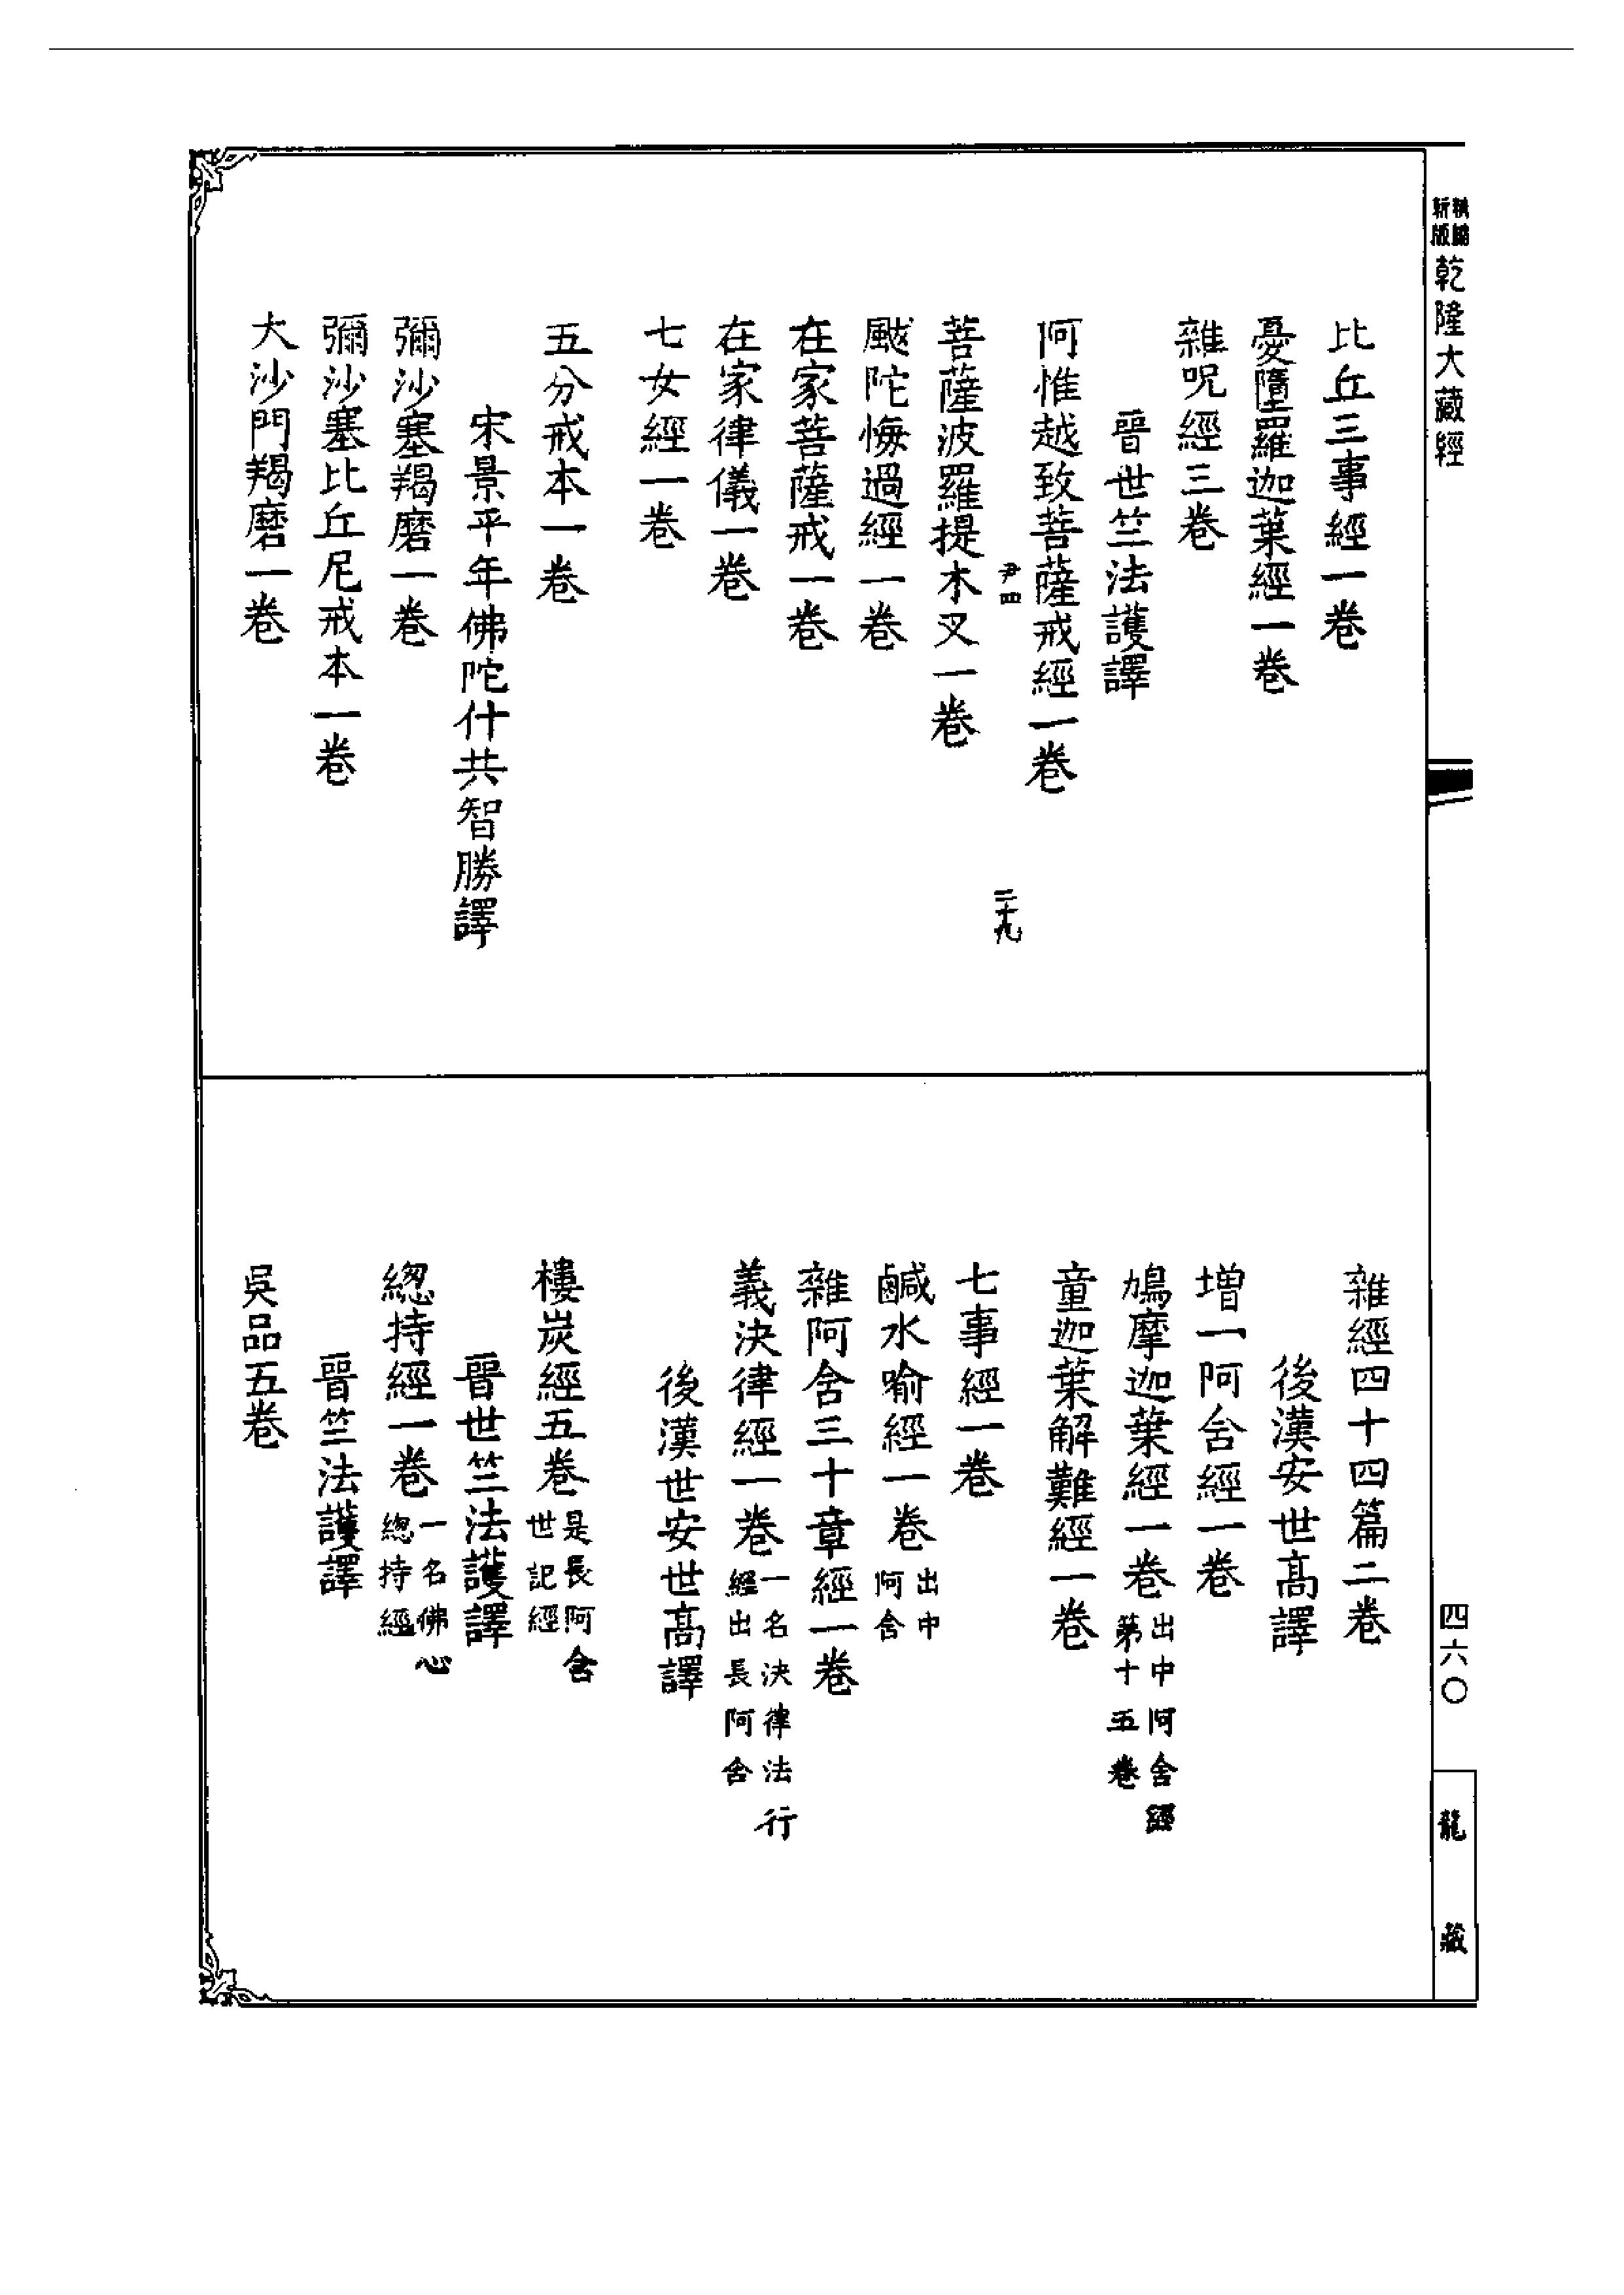 新版
精縮
乾隆大藏經
比丘三事經一卷
憂墮羅迦葉經一卷
雜呪經三卷
晉世竺法護譯
阿惟越致菩薩戒經一卷
尹四
二十九
菩薩波羅提木叉一卷
颰陀悔過經一卷
在家菩薩戒一卷
在家律儀一卷
七女經一卷
五分戒本一卷
宋景平年佛陀什共智勝譯
彌沙塞羯磨一卷
彌沙塞比丘尼戒本一卷
大沙門羯磨一卷
雜經四十四篇二卷
後漢安世高譯
增一阿含經一卷
鳩摩迦葉經一卷出中阿含經第十五卷
童迦葉解難經一卷
七事經一卷
鹹水喻經一卷出中阿含
雜阿含三十章經一卷
義決律經一卷一名決律法行經出長阿含
後漢世安世高譯
樓炭經五卷是長阿含世記經
晉世竺法護譯
緫持經一卷一名佛心緫持經
晉竺法護譯
吳品五卷
四六〇
龍藏